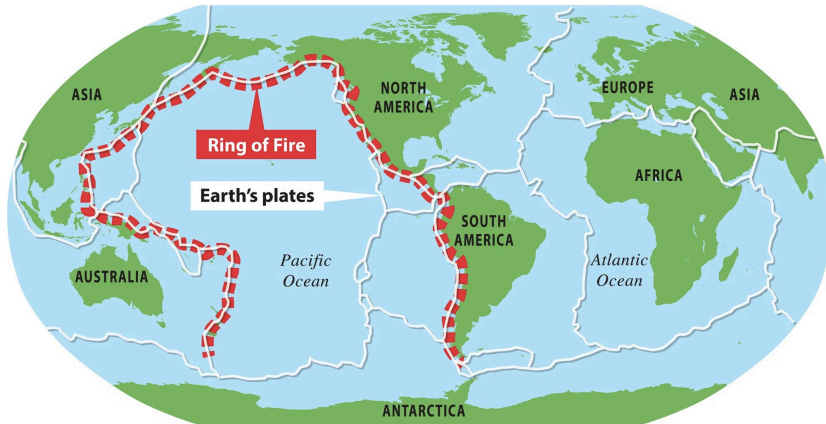 ASIA
NORTH
AMERICA
EUROPE
ASIA
Ring of Fire
Earth's plates
AFRICA
SOUTH
AMERICA
Pacific
Ocean
Atlantic
Ocean
AUSTRALIA
ANTARCTICA